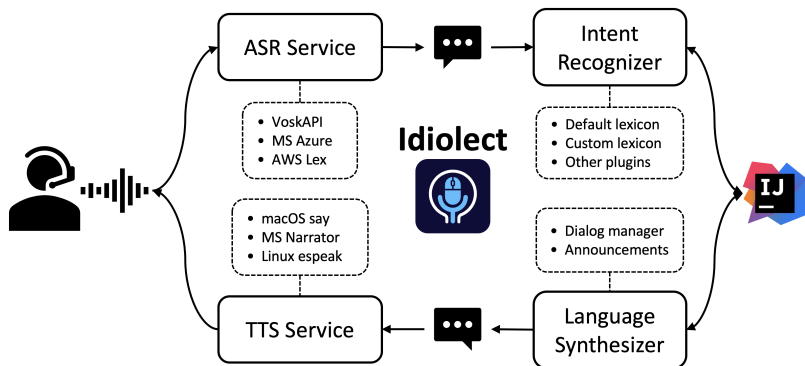 ASR Service
Intent
Recognizer
• VoskAPI
• MS Azure
• AWS Lex
Idiolect
• Default lexicon
• Custom lexicon
• Other plugins
IJ
• macOS say
• MS Narrator
• Linux espeak
• Dialog manager
• Announcements
TTS Service
Language
Synthesizer